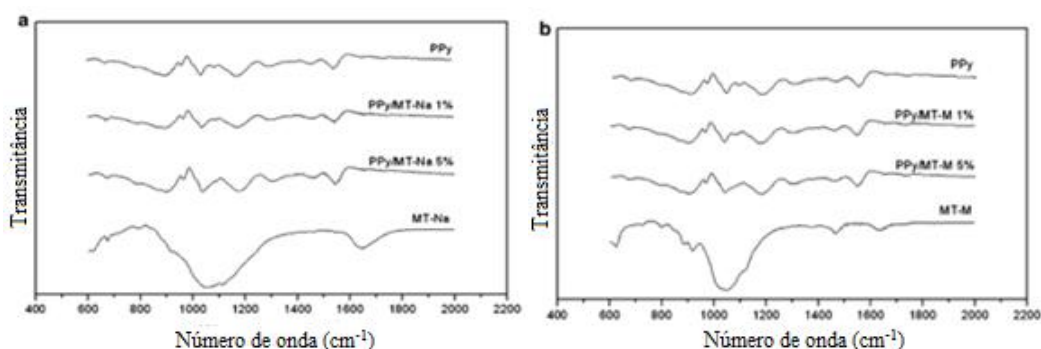 a
PPy
PPy/MT-Na 1%
PPy/MT-Na 5%
MT-Na
Transmitância
400 600 800 1000 1200 1400 1600 1800 2000 2200
Número de onda (cm-1)
b
PPy
PPy/MT-M 1%
PPy/MT-M 5%
MT-M
Transmitância
400 600 800 1000 1200 1400 1600 1800 2000 2200
Número de onda (cm-1)